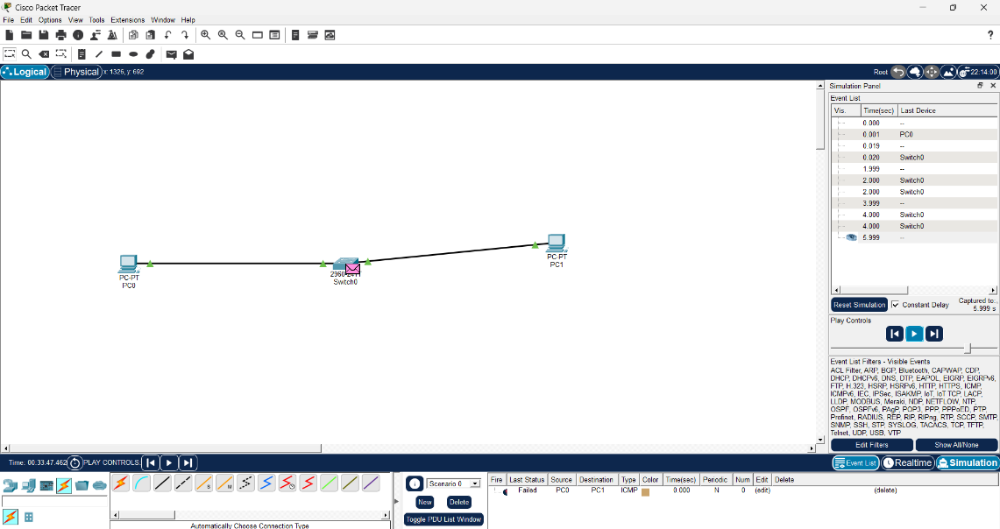 Cisco Packet Tracer
File Edit Options View Tools Extensions Window Help
?
Logical Physical x: 1326, y: 692 Root 22:14:00
Simulation Panel
Event List
Vis. Time(sec) Last Device
0.000 --
0.001 PC0
0.019 --
0.020 Switch0
1.999 --
2.000 Switch0
2.000 Switch0
3.999 --
4.000 Switch0
4.000 Switch0
5.999 --
PC-PT
PC0
Switch0
PC-PT
PC1
Reset Simulation Constant Delay Captured to:
5.999 s
Play Controls
Event List Filters - Visible Events
ACL Filter, ARP, BGP, Bluetooth, CAPWAP, CDP,
DHCP, DHCPv6, DNS, DTP, EAPOL, EIGRP, EIGRPv6,
FTP, H.323, HSRP, HSRPv6, HTTP, HTTPS, ICMP,
ICMPv6, IEC, IPSec, ISAKMP, IoT, IoT TCP, LACP,
LLDP, MODBUS, Meraki, NDP, NETFLOW, NTP,
OSPF, OSPFv6, PAgP, POP3, PPP, PPPoED, PTP,
Profinet, RADIUS, REP, RIP, RIPng, RTP, SCCP, SMTP,
SNMP, SSH, STP, SYSLOG, TACACS, TCP, TFTP,
Telnet, UDP, USB, VTP
Edit Filters Show All/None
Time: 00:33:47.462 PLAY CONTROLS Event List Realtime Simulation
Scenario 0
New Delete
Toggle PDU List Window
Automatically Choose Connection Type
Fire Last Status Source Destination Type Color Time(sec) Periodic Num Edit Delete
Failed PC0 PC1 ICMP 0.000 N 0 (edit) (delete)